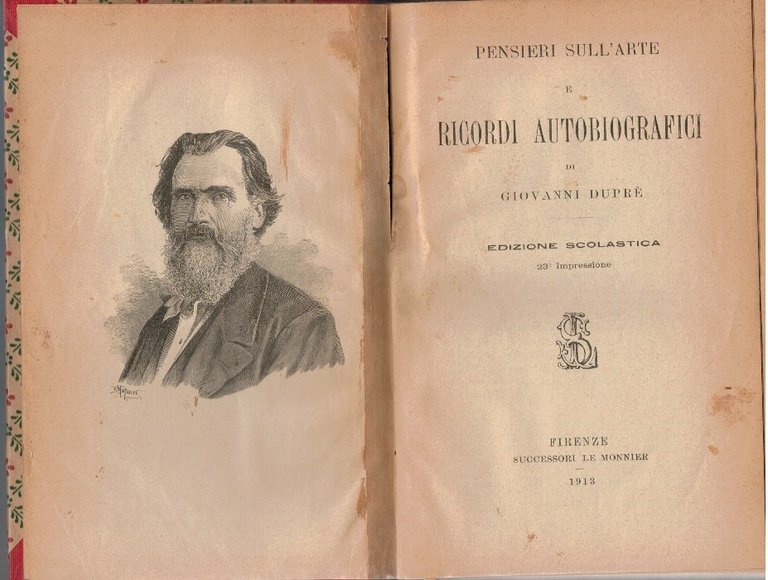 PENSIERI SULL'ARTE
E
RICORDI AUTOBIOGRAFICI
DI
GIOVANNI DUPRÈ
EDIZIONE SCOLASTICA
23ª Impressione
FIRENZE
SUCCESSORI LE MONNIER
1913